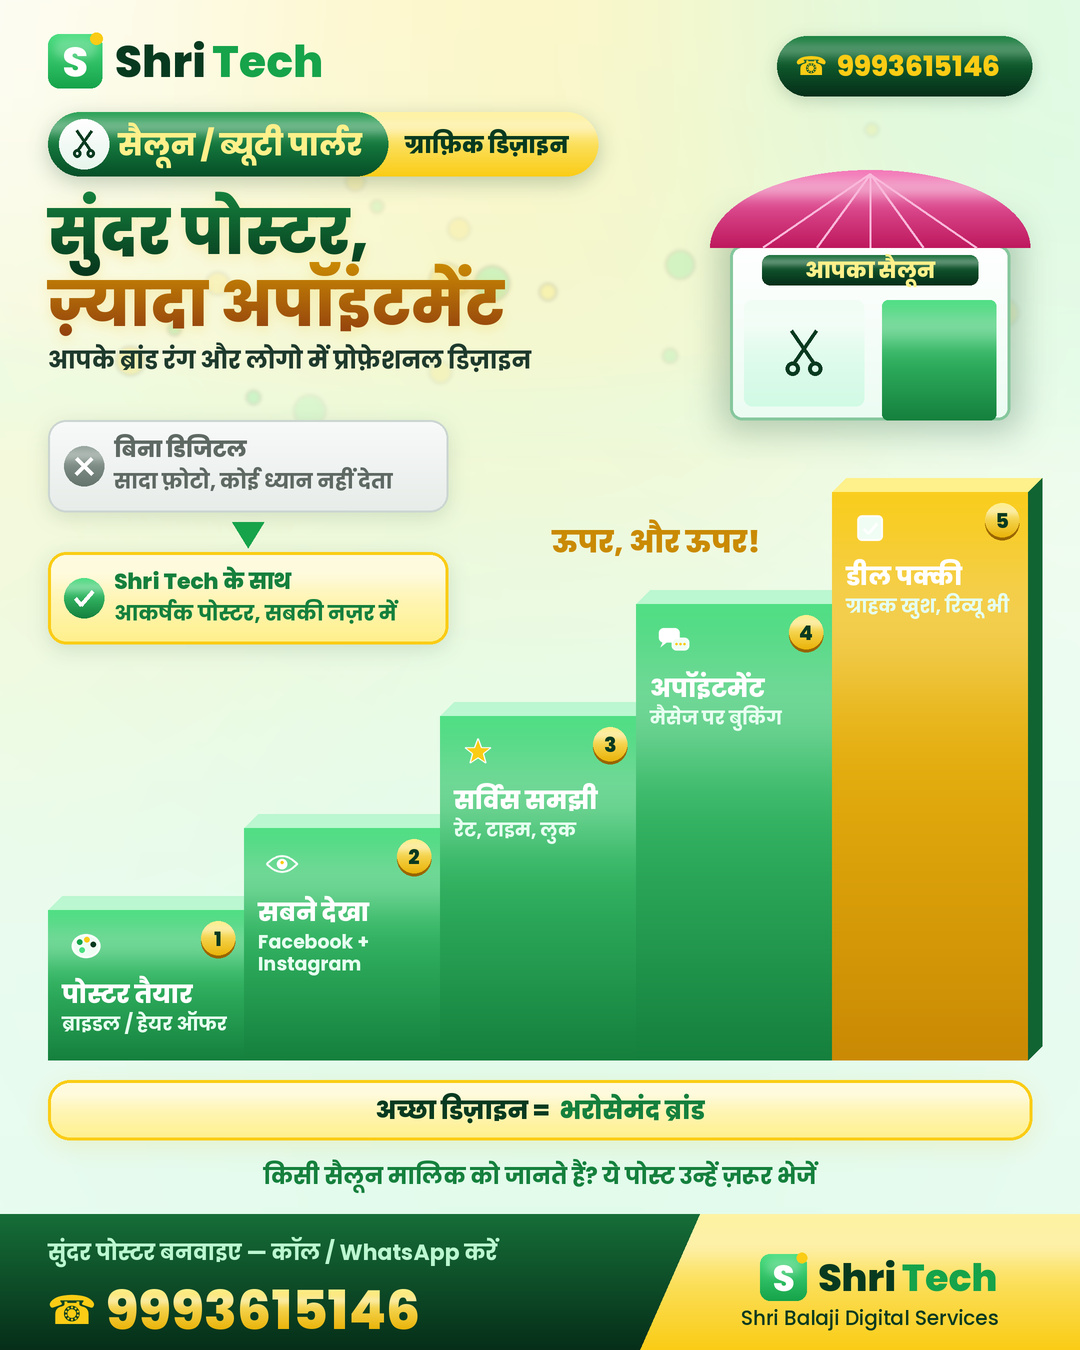 S Shri Tech
☎ 9993615146
सैलून / ब्यूटी पार्लर ग्राफ़िक डिज़ाइन
सुंदर पोस्टर,
ज़्यादा अपॉइंटमेंट
आपके ब्रांड रंग और लोगो में प्रोफ़ेशनल डिज़ाइन
आपका सैलून
बिना डिजिटल
सादा फ़ोटो, कोई ध्यान नहीं देता
Shri Tech के साथ
आकर्षक पोस्टर, सबकी नज़र में
ऊपर, और ऊपर!
1
पोस्टर तैयार
ब्राइडल / हेयर ऑफर
2
सबने देखा
Facebook +
Instagram
3
सर्विस समझी
रेट, टाइम, लुक
4
अपॉइंटमेंट
मैसेज पर बुकिंग
5
डील पक्की
ग्राहक खुश, रिव्यू भी
अच्छा डिज़ाइन = भरोसेमंद ब्रांड
किसी सैलून मालिक को जानते हैं? ये पोस्ट उन्हें ज़रूर भेजें
सुंदर पोस्टर बनवाइए — कॉल / WhatsApp करें
☎ 9993615146
S Shri Tech
Shri Balaji Digital Services